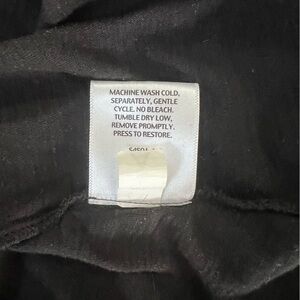 MACHINE WASH COLD,
SEPARATELY, GENTLE
CYCLE. NO BLEACH.
TUMBLE DRY LOW,
REMOVE PROMPTLY.
PRESS TO RESTORE.